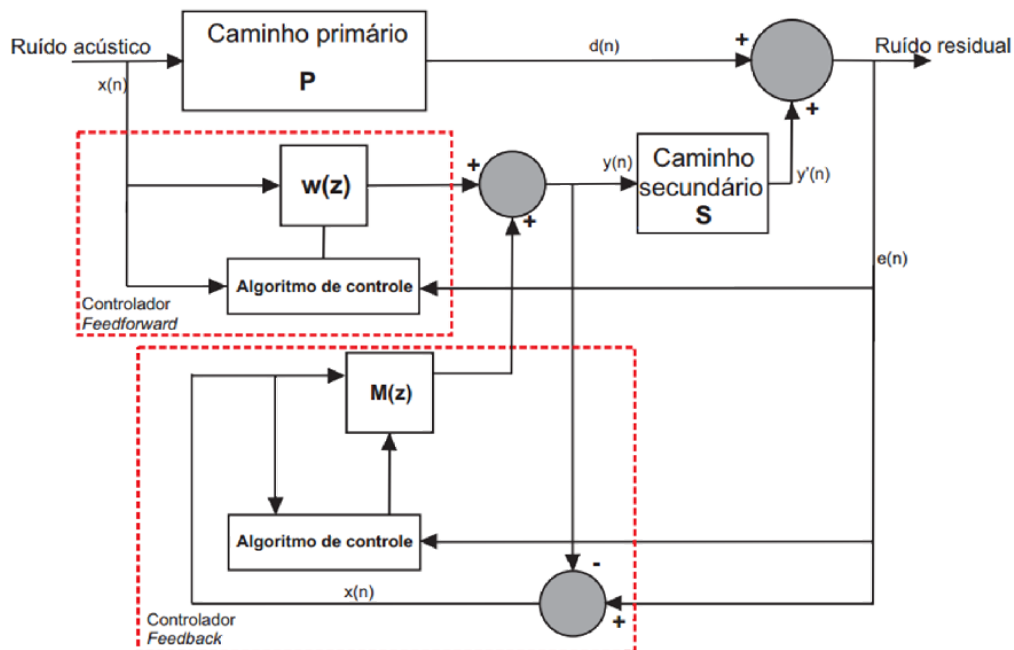 Ruído acústico
x(n)
Caminho primário
P
d(n)
+
+
Ruído residual
w(z)
+
+
y(n)
Caminho
secundário
S
y'(n)
e(n)
Algoritmo de controle
Controlador
Feedforward
M(z)
Algoritmo de controle
x(n)
-
+
Controlador
Feedback